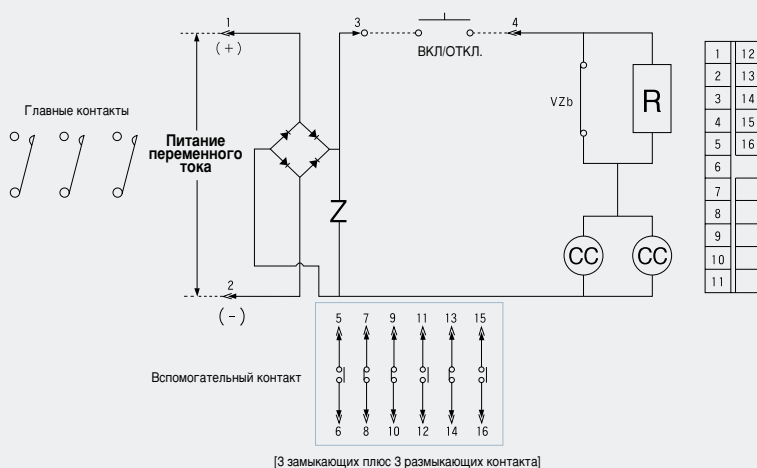 1
(+)
3
4
ВКЛ/ОТКЛ.
Главные контакты
Питание
переменного
тока
VZb
R
Z
CC CC
2
(-)
1 12
2 13
3 14
4 15
5 16
6
7
8
9
10
11
5 7 9 11 13 15
Вспомогательный контакт
6 8 10 12 14 16
[3 замыкающих плюс 3 размыкающих контакта]